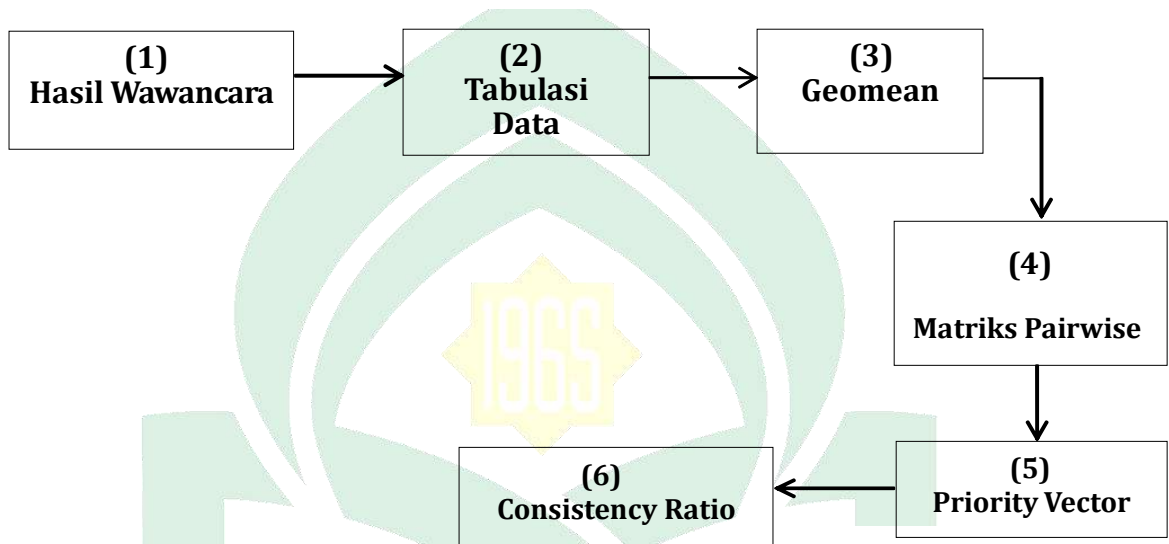 (1)
Hasil Wawancara
(2)
Tabulasi
Data
(3)
Geomean
(4)
Matriks Pairwise
(5)
Priority Vector
(6)
Consistency Ratio
1965